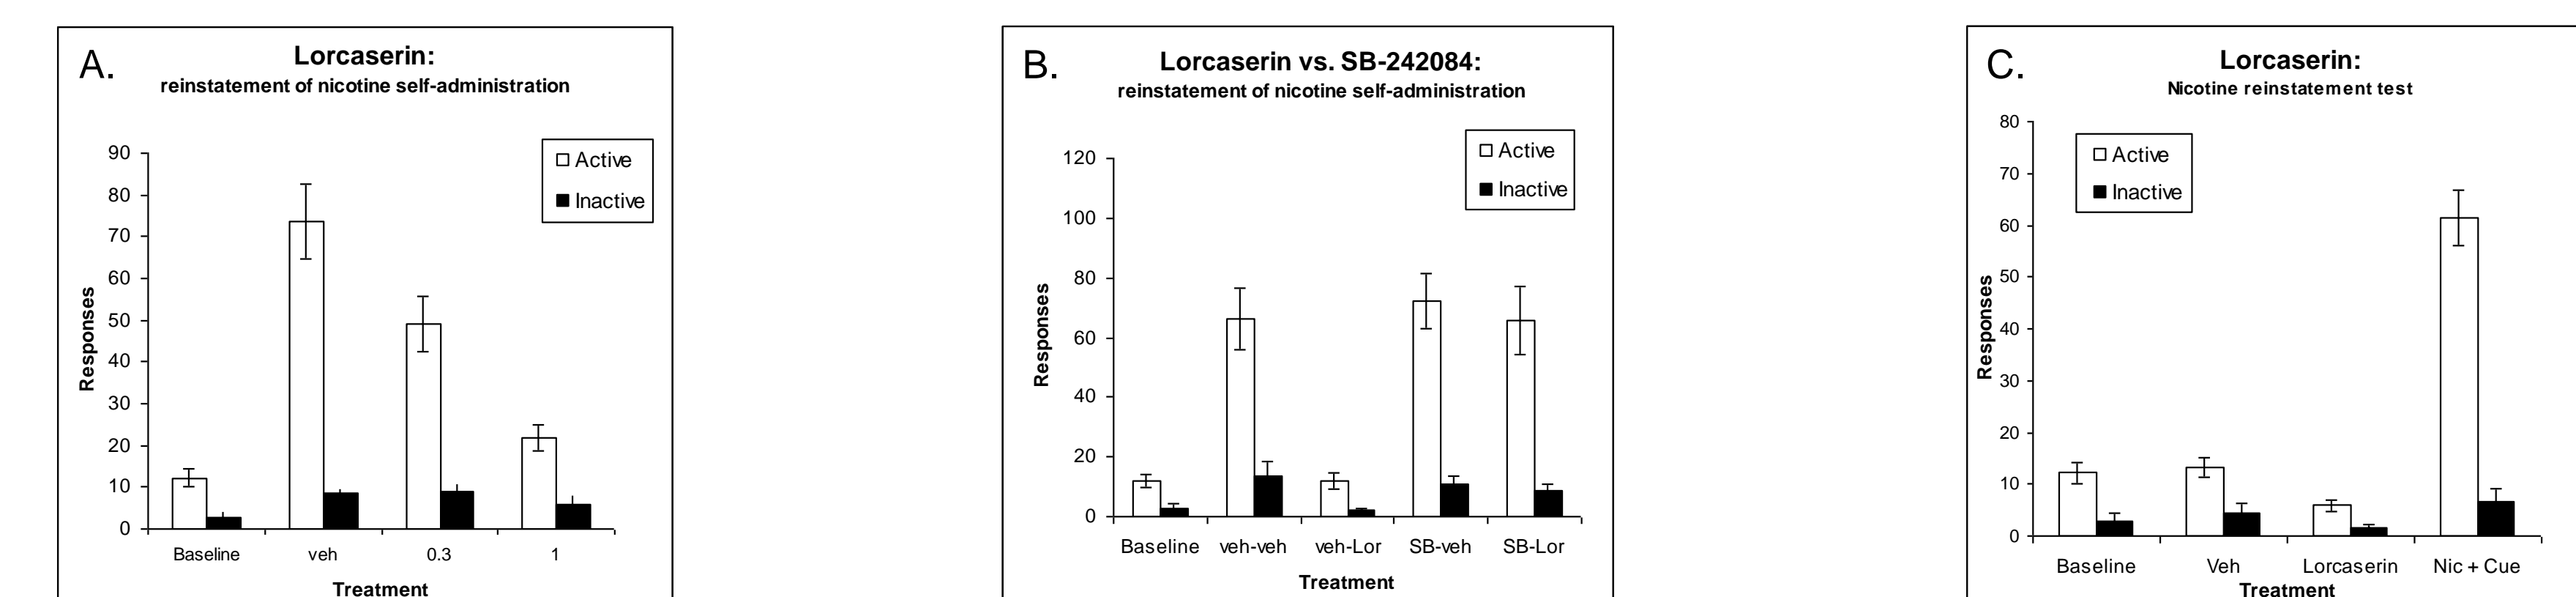 A.
Lorcaserin:
reinstatement of nicotine self-administration
Active
Inactive
90
80
70
60
50
40
30
20
10
0
Responses
Baseline veh 0.3 1
Treatment
B.
Lorcaserin vs. SB-242084:
reinstatement of nicotine self-administration
Active
Inactive
120
100
80
60
40
20
0
Responses
Baseline veh-veh veh-Lor SB-veh SB-Lor
Treatment
C.
Lorcaserin:
Nicotine reinstatement test
Active
Inactive
80
70
60
50
40
30
20
10
0
Responses
Baseline Veh Lorcaserin Nic + Cue
Treatment